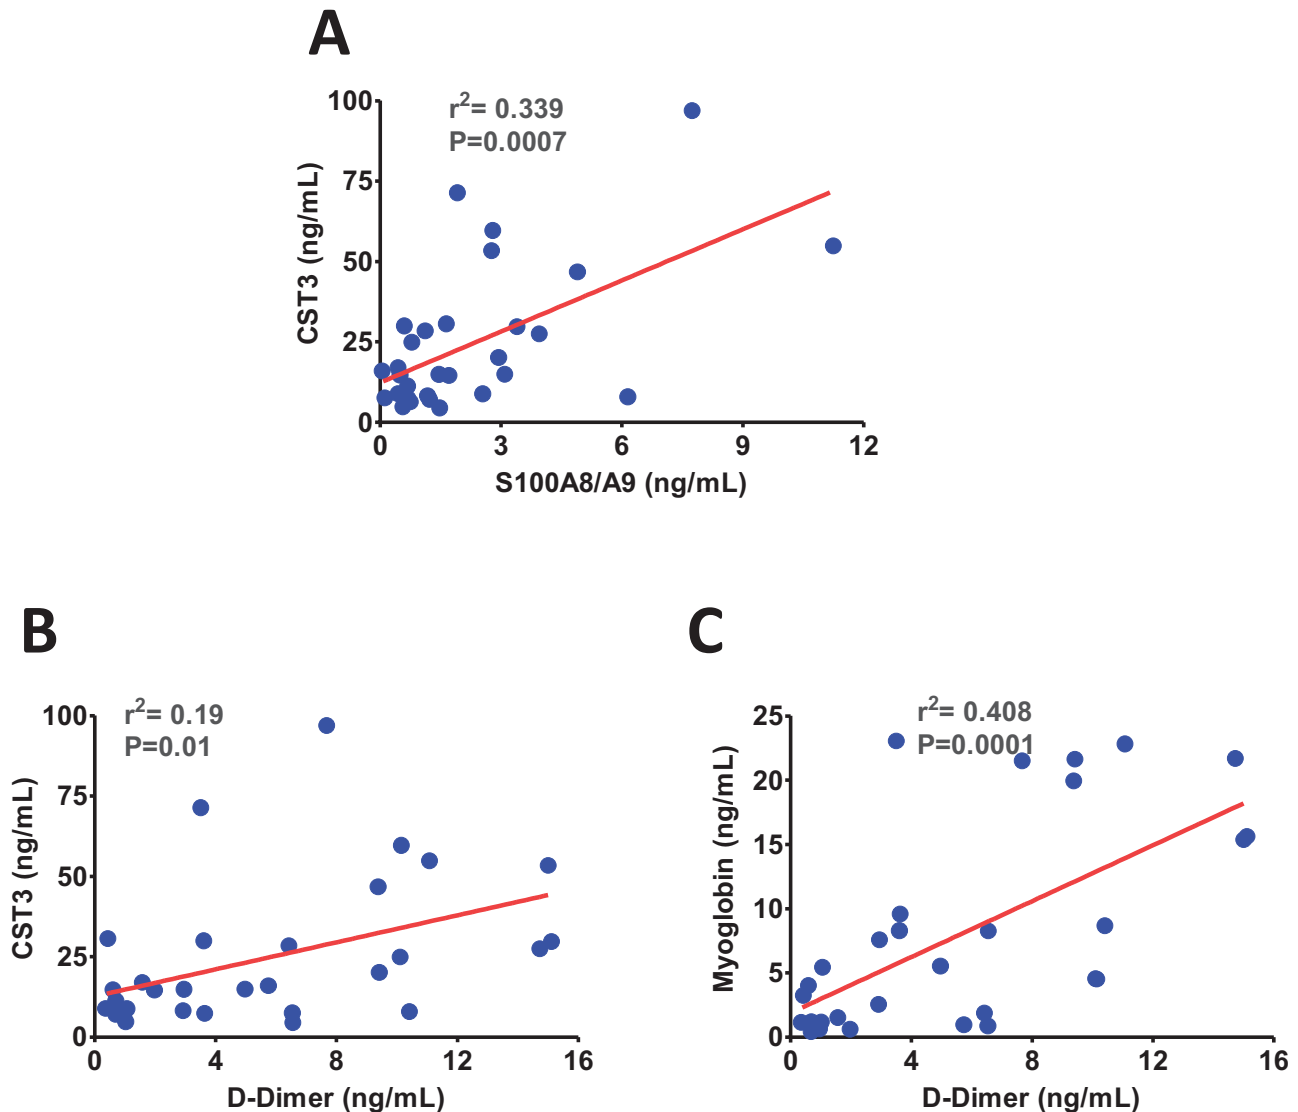 A
r²= 0.339
P=0.0007
CST3 (ng/mL)
100
75
50
25
0
0 3 6 9 12
S100A8/A9 (ng/mL)
B
r²= 0.19
P=0.01
CST3 (ng/mL)
100
75
50
25
0
0 4 8 12 16
D-Dimer (ng/mL)
C
r²= 0.408
P=0.0001
Myoglobin (ng/mL)
25
20
15
10
5
0
0 4 8 12 16
D-Dimer (ng/mL)